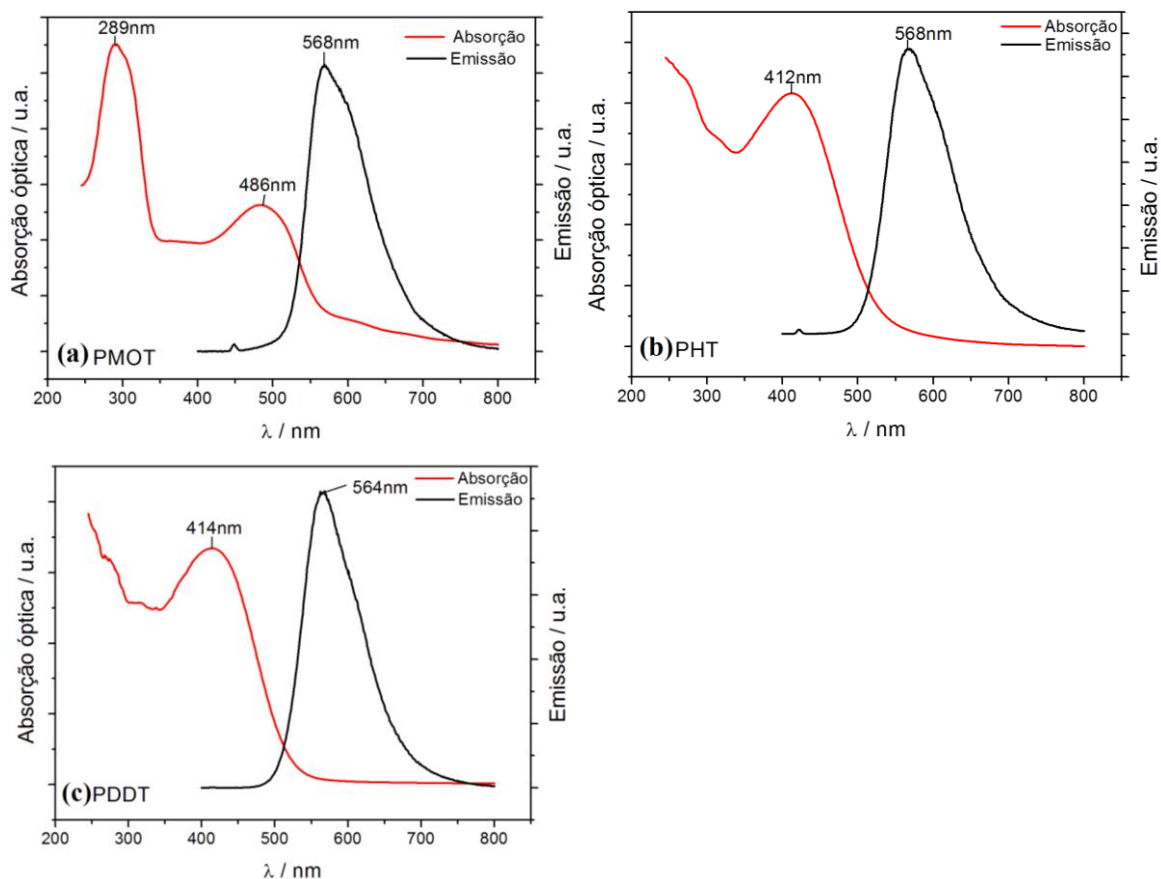 289nm
568nm
Absorção
Emissão
486nm
Absorção óptica / u.a.
Emissão / u.a.
(a) PMOT
200 300 400 500 600 700 800
λ / nm
568nm
Absorção
Emissão
412nm
Absorção óptica / u.a.
Emissão / u.a.
(b) PHT
200 300 400 500 600 700 800
λ / nm
564nm
Absorção
Emissão
414nm
Absorção óptica / u.a.
Emissão / u.a.
(c) PDDT
200 300 400 500 600 700 800
λ / nm